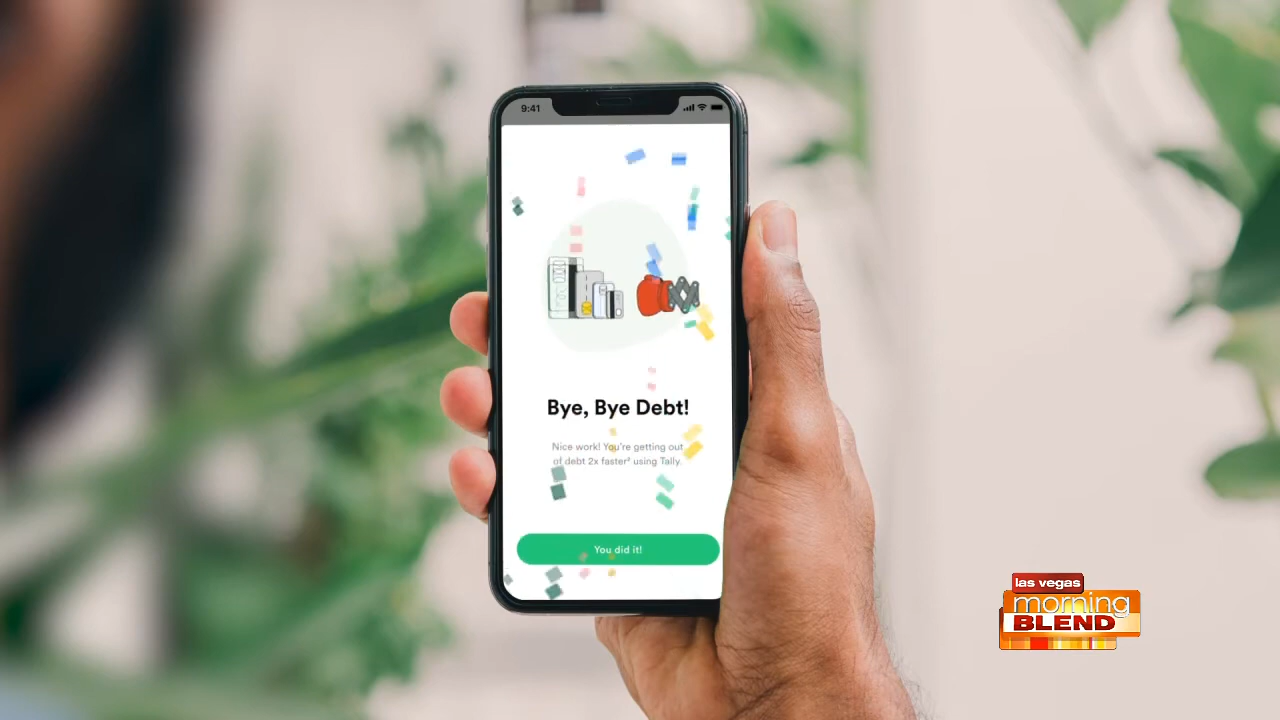 9:41
Bye, Bye Debt!
Nice work! You're getting out
of debt 2x faster² using Tally.
You did it!
las vegas
morning
BLEND